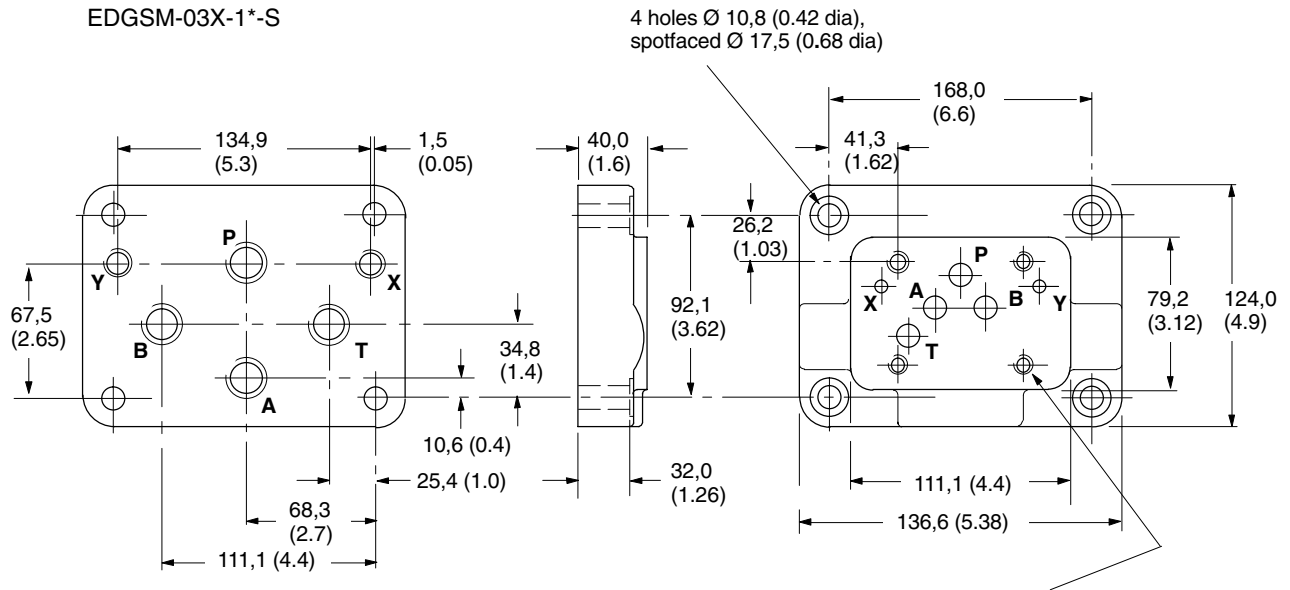 EDGSM-03X-1*-S
4 holes Ø 10,8 (0.42 dia),
spotfaced Ø 17,5 (0.68 dia)
134,9
(5.3)
1,5
(0.05)
P
Y
X
B
T
A
67,5
(2.65)
34,8
(1.4)
10,6 (0.4)
25,4 (1.0)
68,3
(2.7)
111,1 (4.4)
40,0
(1.6)
92,1
(3.62)
32,0
(1.26)
168,0
(6.6)
41,3
(1.62)
26,2
(1.03)
P
A
B
X
Y
T
79,2
(3.12)
124,0
(4.9)
111,1 (4.4)
136,6 (5.38)